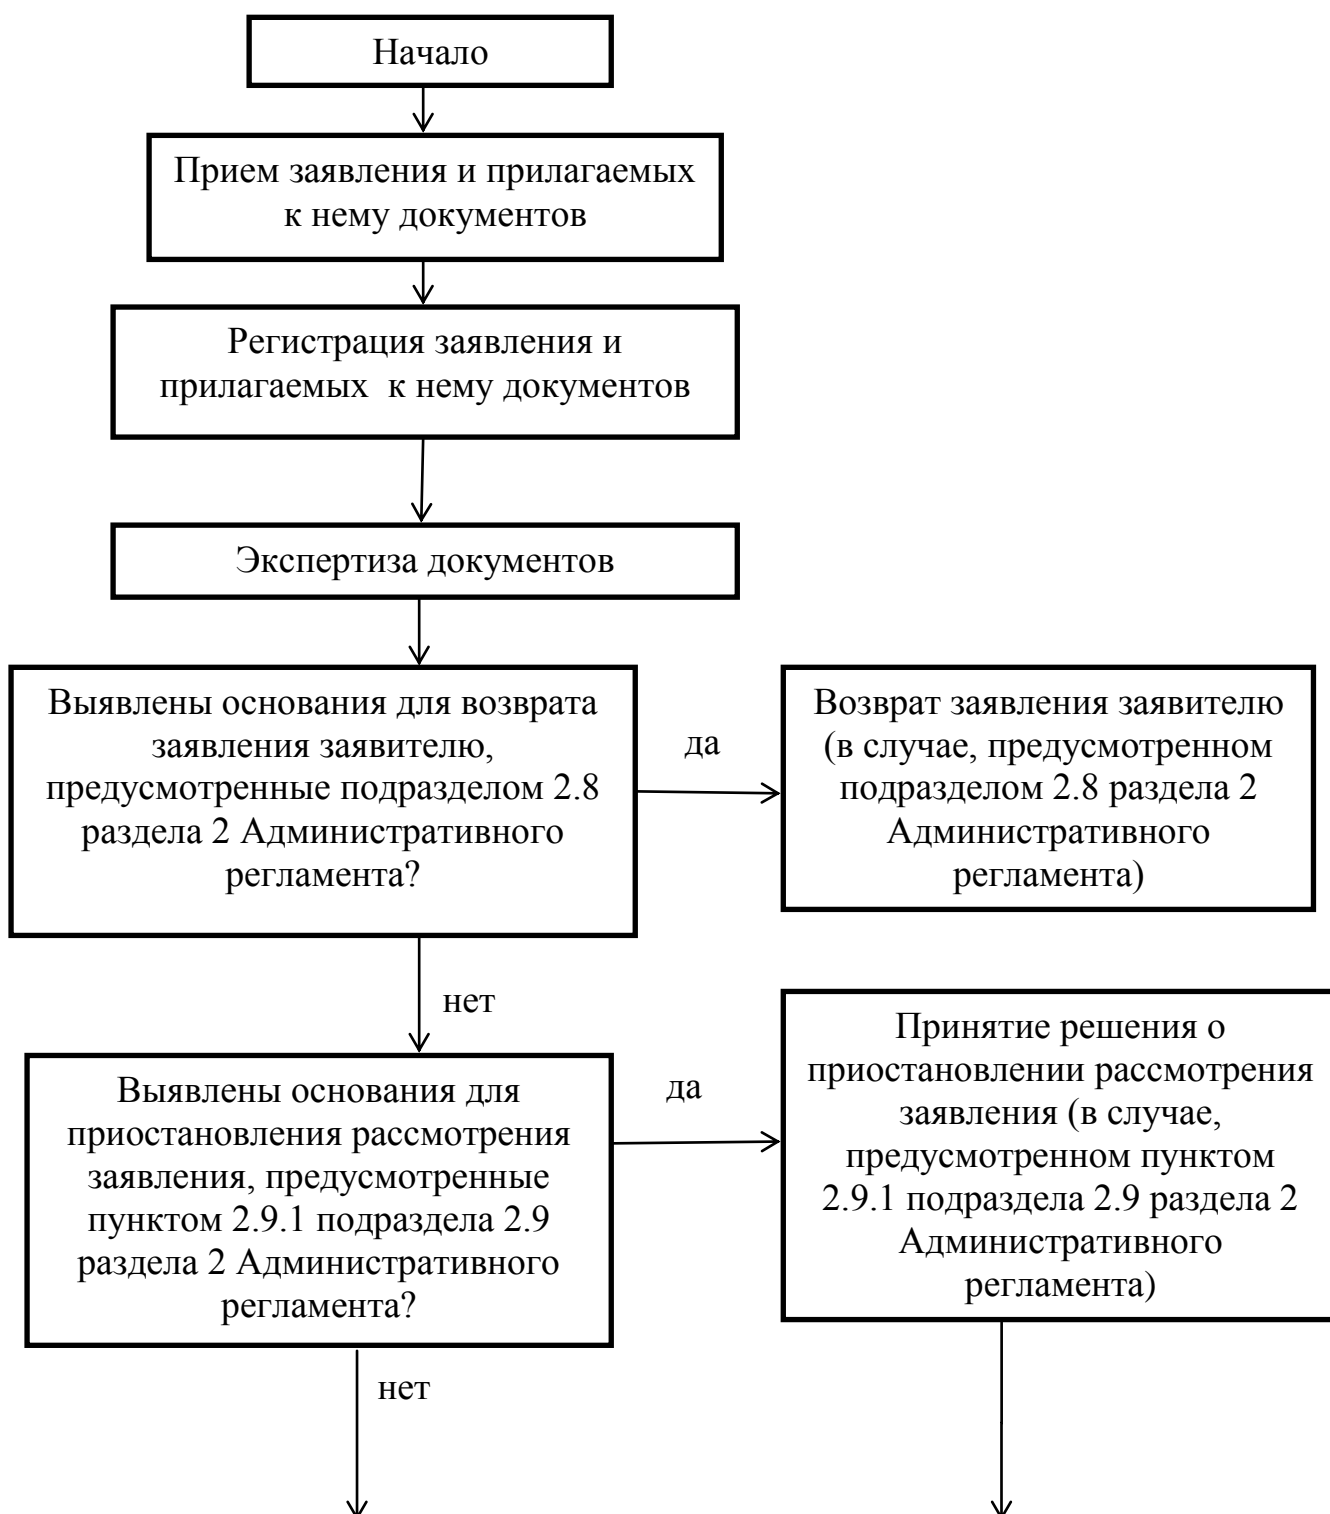 Начало
Прием заявления и прилагаемых
к нему документов
Регистрация заявления и
прилагаемых к нему документов
Экспертиза документов
Выявлены основания для возврата
заявления заявителю,
предусмотренные подразделом 2.8
раздела 2 Административного
регламента?
да
Возврат заявления заявителю
(в случае, предусмотренном
подразделом 2.8 раздела 2
Административного
регламента)
нет
Выявлены основания для
приостановления рассмотрения
заявления, предусмотренные
пунктом 2.9.1 подраздела 2.9
раздела 2 Административного
регламента?
да
Принятие решения о
приостановлении рассмотрения
заявления (в случае,
предусмотренном пунктом
2.9.1 подраздела 2.9 раздела 2
Административного
регламента)
нет